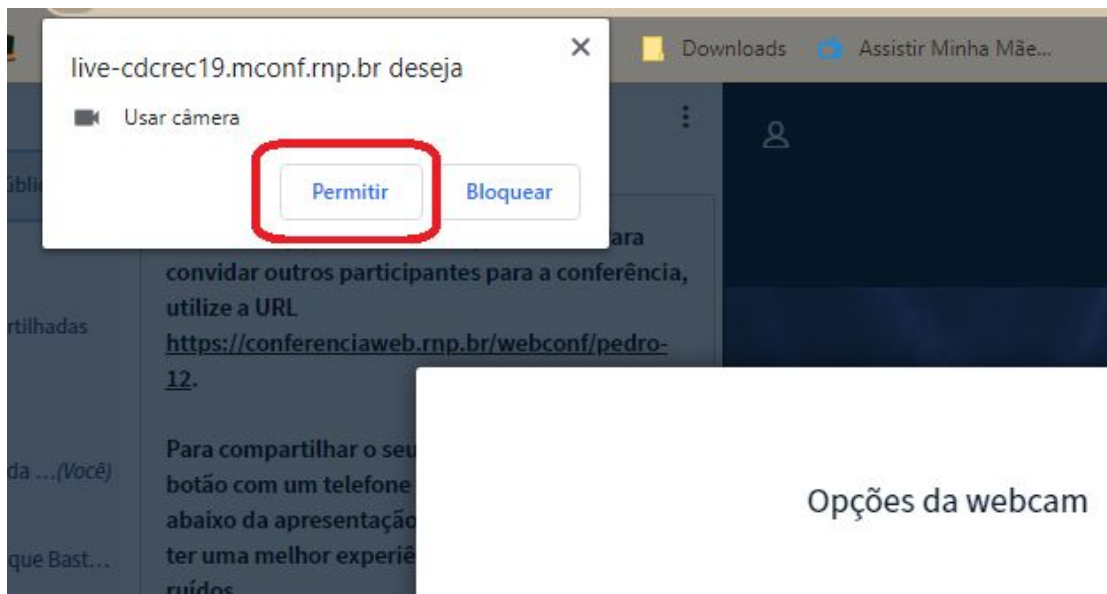 Downloads
Assistir Minha Mãe...
live-cdcrec19.mconf.rnp.br deseja
Usar câmera
Permitir
Bloquear
convidar outros participantes para a conferência,
utilize a URL
https://conferenciaweb.rnp.br/webconf/pedro-
12.
rtilhadas
Para compartilhar o seu
botão com um telefone
abaixo da apresentação
ter uma melhor experiê
ruídos
da ...(Você)
que Bast...
Opções da webcam